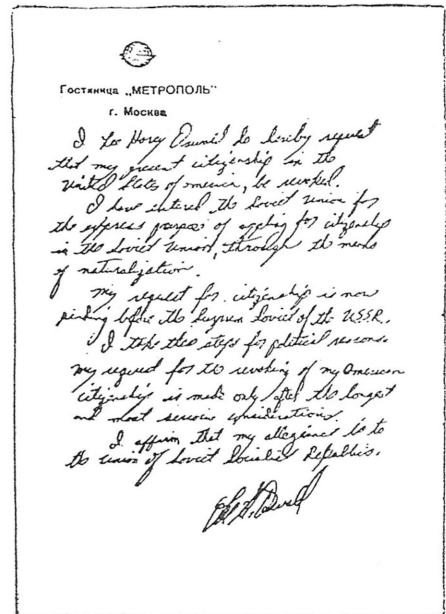 Гостиница „МЕТРОПОЛЬ"
г. Москва
I Lee Harey Oswald do hereby request
that my present citizenship in the
United States of america, be revoked.
I have entered the Soviet Union for
the express purpose of appling for citizenship
in the Soviet Union, through the means
of naturalization.
My request for citizenship is now
pending before the Suprem Soviet of the U.S.S.R.
I take these steps for political reasons.
My request for the revoking of my American
citizenship is made only after the longest
and most serious considerations.
I affirm that my allegiance is to
the Union of Soviet Socialist Republics.